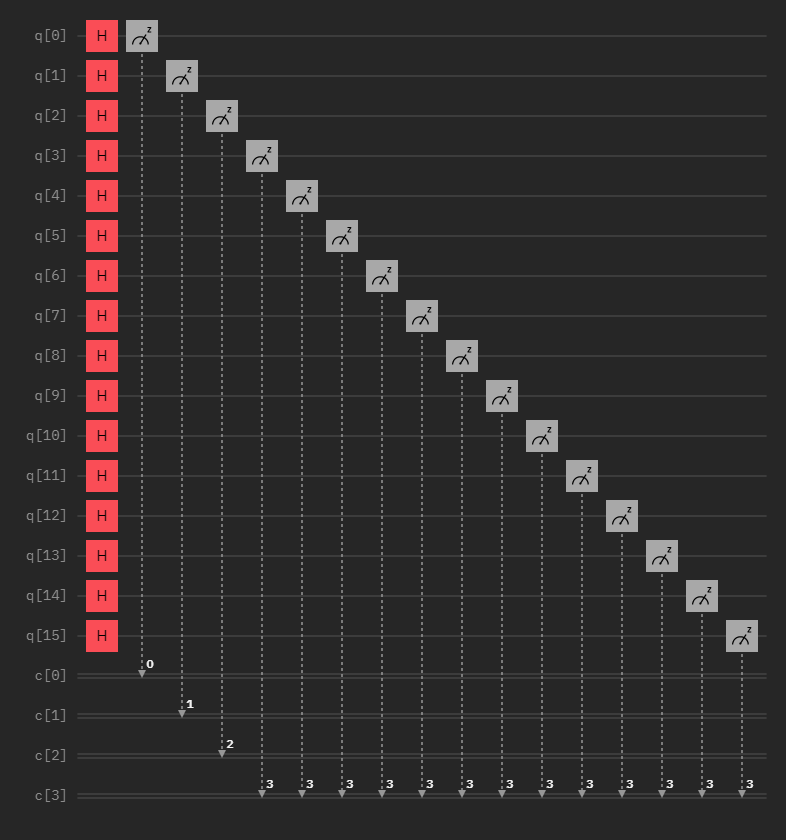 q[0] H z
q[1] H z
q[2] H z
q[3] H z
q[4] H z
q[5] H z
q[6] H z
q[7] H z
q[8] H z
q[9] H z
q[10] H z
q[11] H z
q[12] H z
q[13] H z
q[14] H z
q[15] H z
c[0] 0
c[1] 1
c[2] 2
c[3] 3 3 3 3 3 3 3 3 3 3 3 3 3